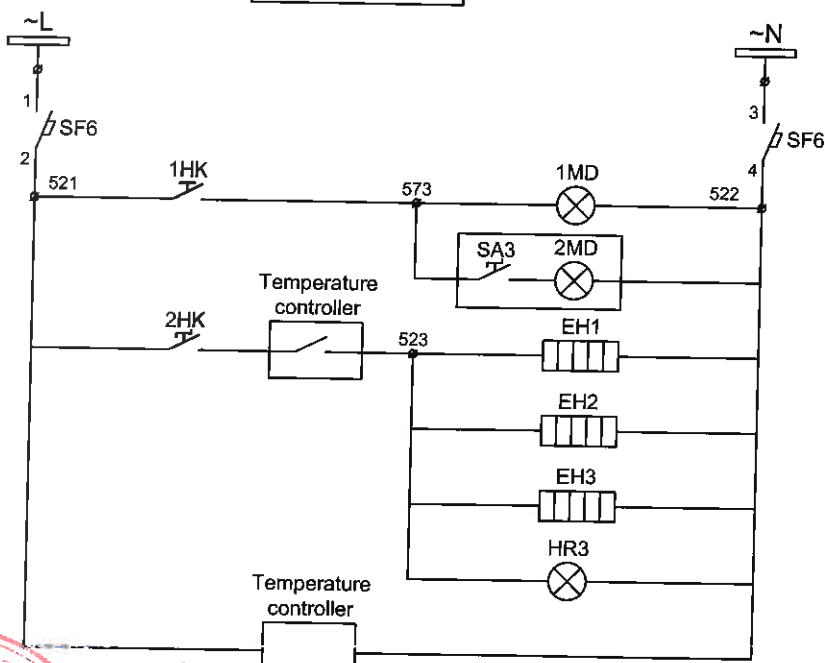 ~L
~N
1
3
SF6
SF6
2
4
521
1HK
573
1MD
522
SA3
2MD
Temperature
controller
2HK
523
EH1
EH2
EH3
HR3
Temperature
controller